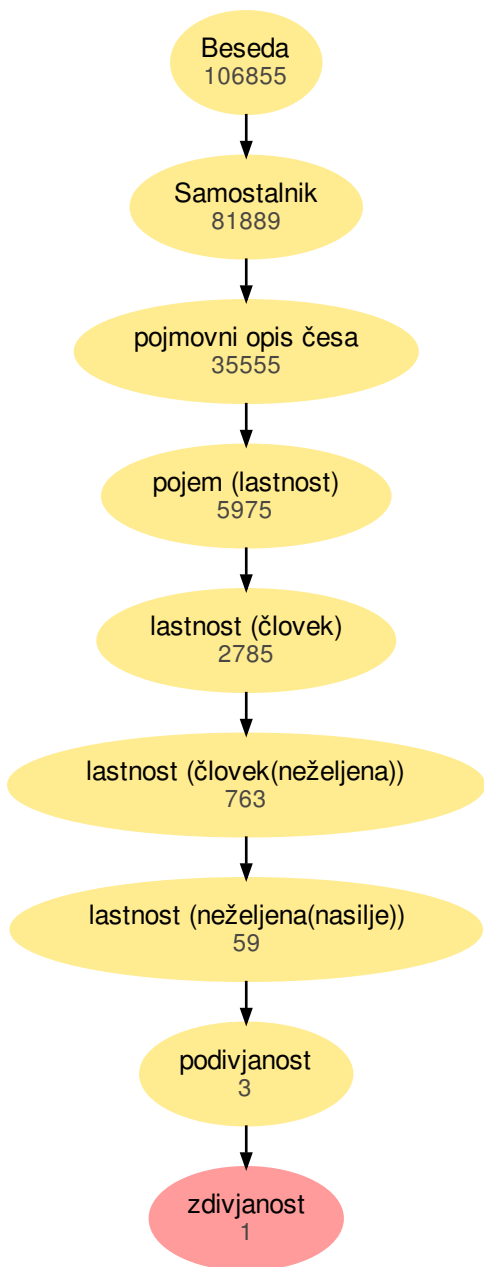 Beseda
106855
Samostalnik
81889
pojmovni opis česa
35555
pojem (lastnost)
5975
lastnost (človek)
2785
lastnost (človek(neželjena))
763
lastnost (neželjena(nasilje))
59
podivjanost
3
zdivjanost
1